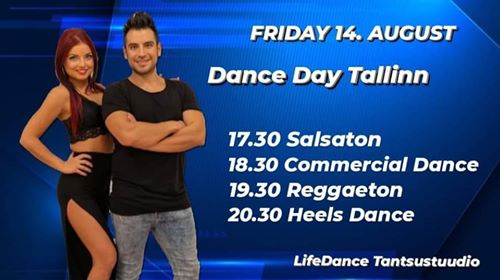 FRIDAY 14. AUGUST
Dance Day Tallinn
17.30 Salsaton
18.30 Commercial Dance
19.30 Reggaeton
20.30 Heels Dance
LifeDance Tantsustuudio